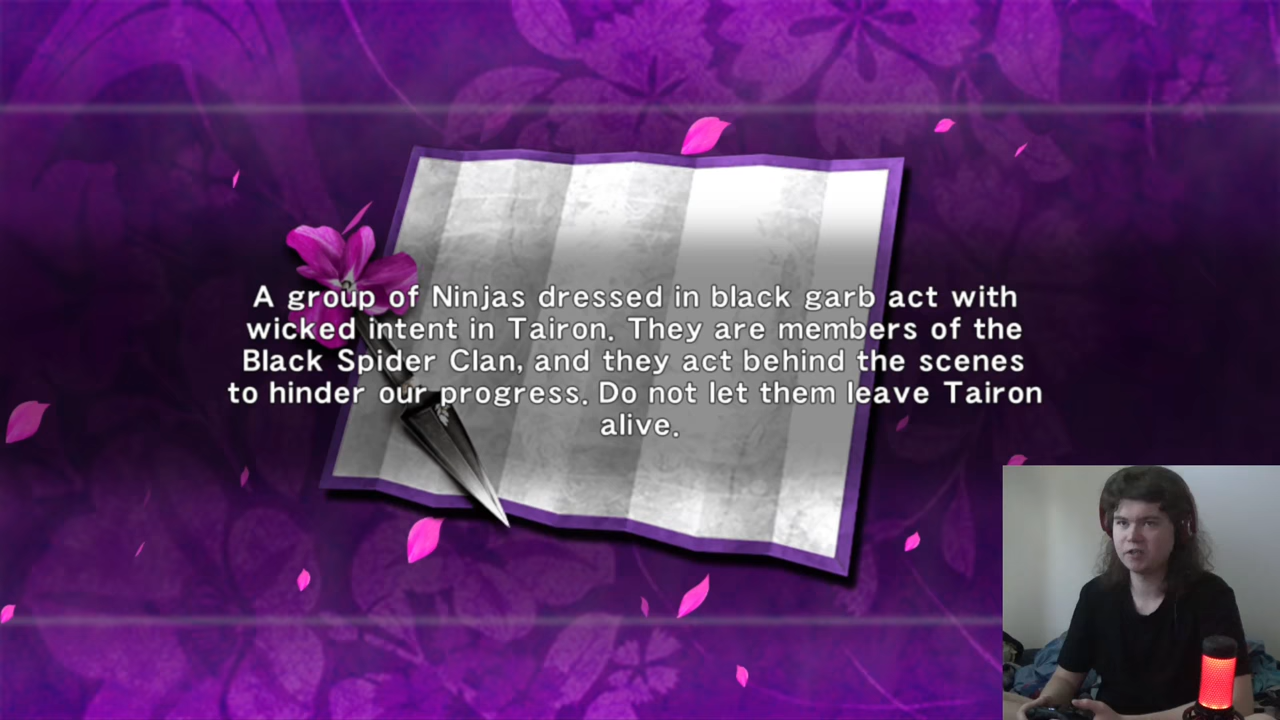 A group of Ninjas dressed in black garb act with
wicked intent in Tairon. They are members of the
Black Spider Clan, and they act behind the scenes
to hinder our progress. Do not let them leave Tairon
alive.